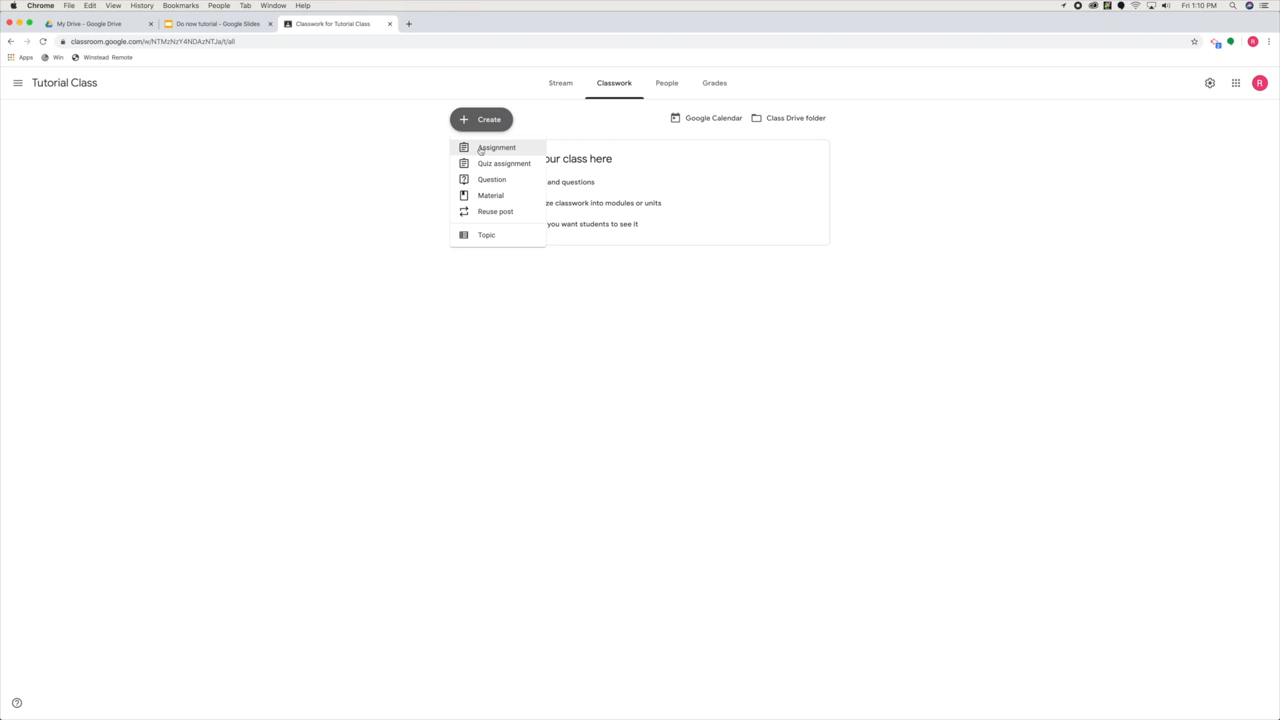 Chrome File Edit View History Bookmarks People Tab Window Help Fri 1:10 PM
My Drive - Google Drive Do now tutorial - Google Slides Classwork for Tutorial Class
classroom.google.com/w/NTMzNzY4NDAzNTJa/t/all
Apps Win Winstead Remote
Tutorial Class Stream Classwork People Grades R
Create Google Calendar Class Drive folder
Assignment
our class here
Quiz assignment
Question and questions
Material
ze classwork into modules or units
Reuse post
you want students to see it
Topic